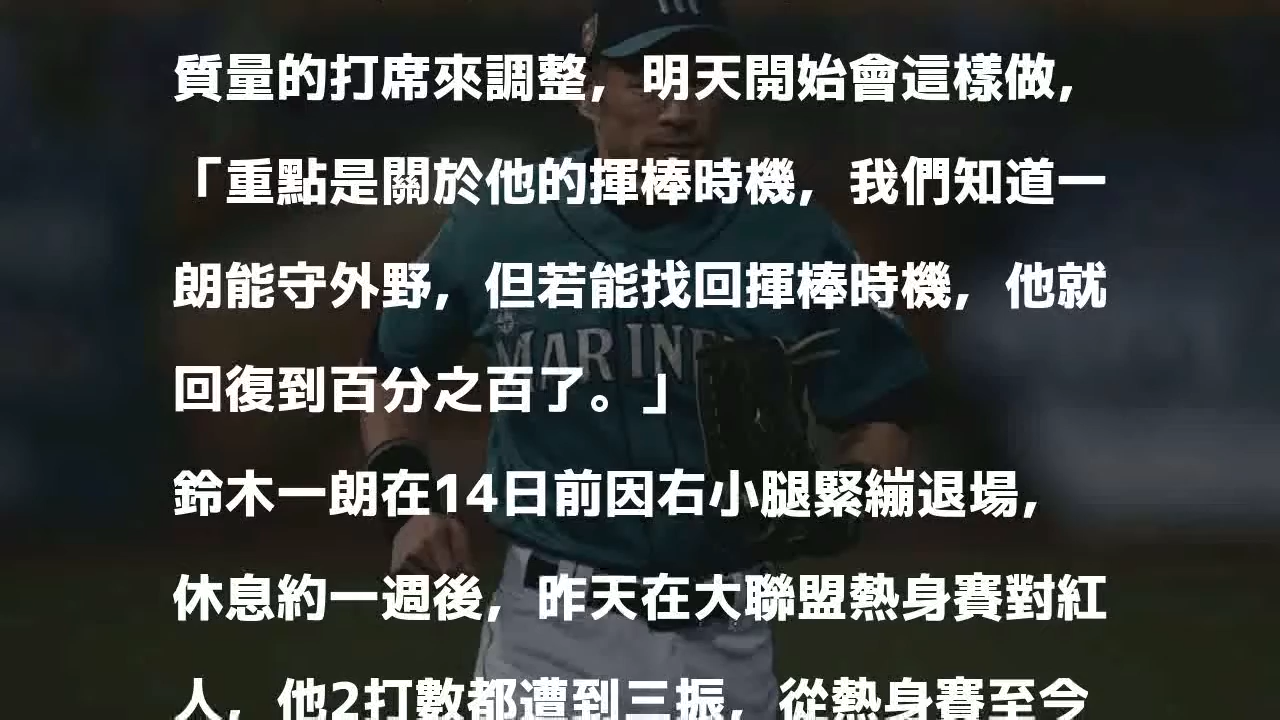 質量的打席來調整，明天開始會這樣做，
「重點是關於他的揮棒時機，我們知道一
朗能守外野，但若能找回揮棒時機，他就
回復到百分之百了。」
鈴木一朗在14日前因右小腿緊繃退場，
休息約一週後，昨天在大聯盟熱身賽對紅
人，他2打數都遭到三振，從熱身賽至今
MARINE